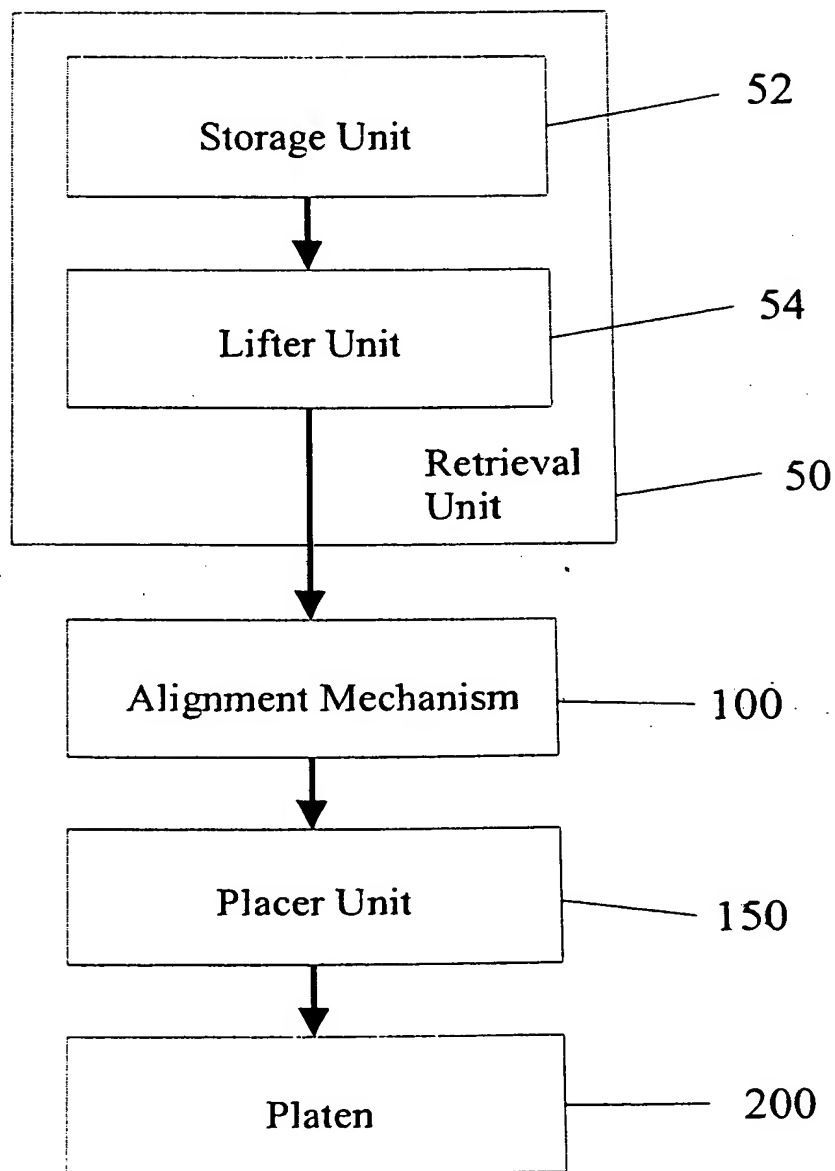 Storage Unit
52
Lifter Unit
54
Retrieval
Unit
50
Alignment Mechanism
100
Placer Unit
150
Platen
200